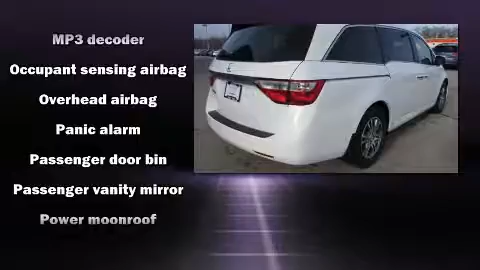 MP3 decoder
Occupant sensing airbag
Overhead airbag
Panic alarm
Passenger door bin
Passenger vanity mirror
Power moonroof